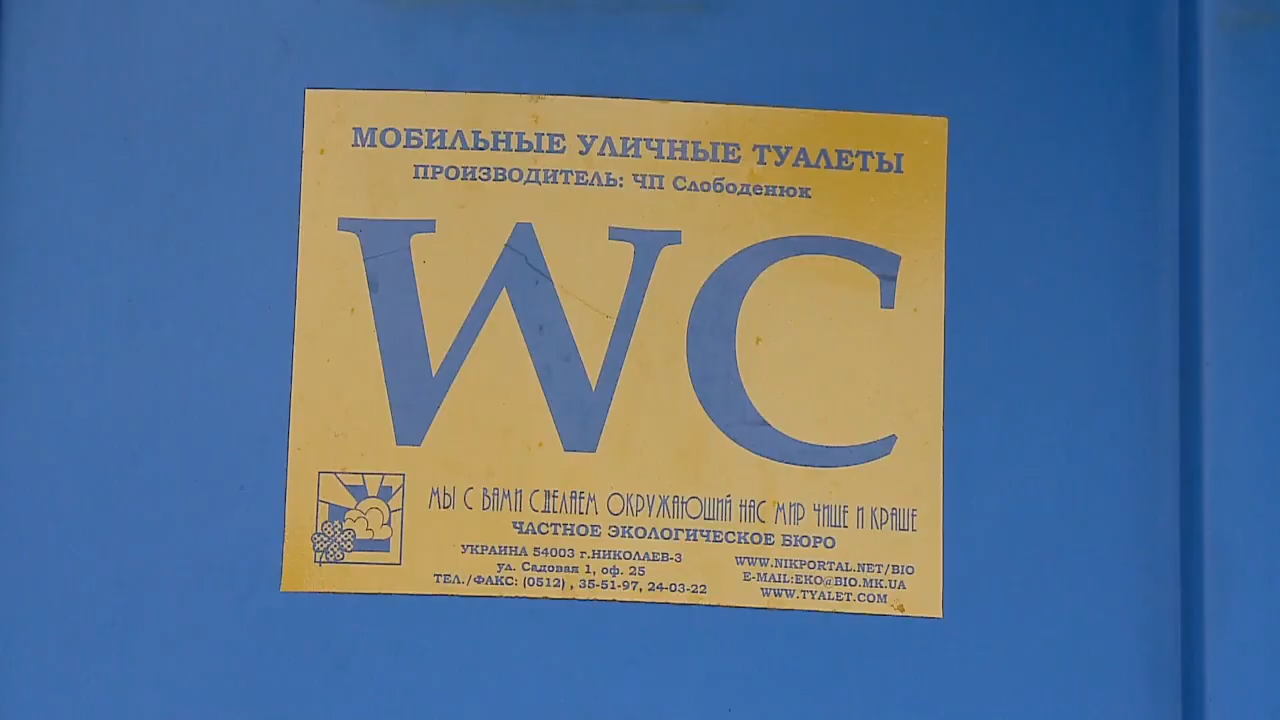 МОБИЛЬНЫЕ УЛИЧНЫЕ ТУАЛЕТЫ
ПРОИЗВОДИТЕЛЬ: ЧП Слободенюк
WC
МЫ С ВАМИ СДЕЛАЕМ ОКРУЖАЮЩИЙ НАС МИР ЧИЩЕ И КРАШЕ
ЧАСТНОЕ ЭКОЛОГИЧЕСКОЕ БЮРО
УКРАИНА 54003 г.НИКОЛАЕВ-3
ул. Садовая 1, оф. 25
ТЕЛ./ФАКС: (0512) , 35-51-97, 24-03-22
WWW.NIKPORTAL.NET/BIO
E-MAIL:EKO@BIO.MK.UA
WWW.TYALET.COM